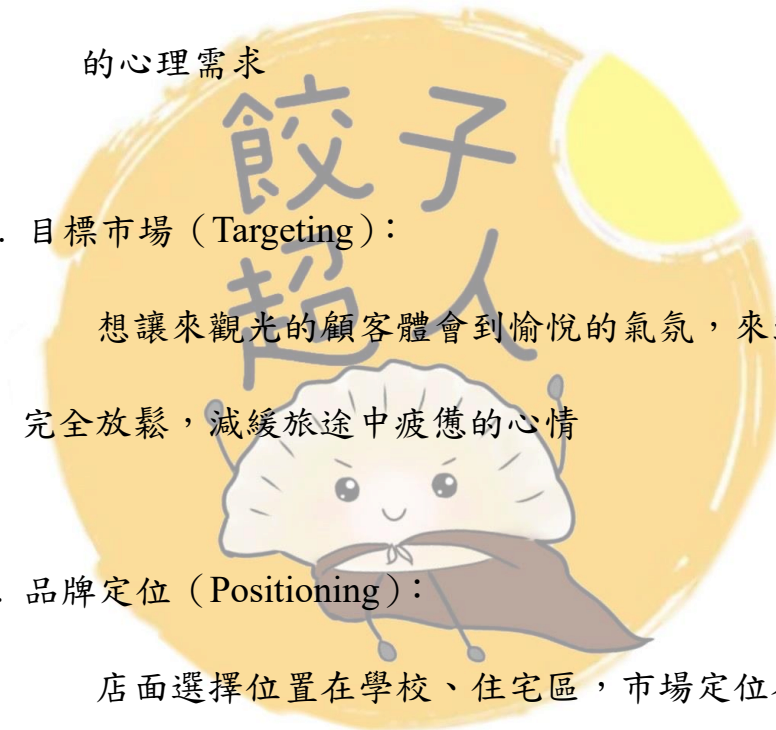 的心理需求
餃子
. 目標市場（Targeting）：
超人
想讓來觀光的顧客體會到愉悅的氣氛，來
完全放鬆，減緩旅途中疲憊的心情
. 品牌定位（Positioning）：
店面選擇位置在學校、住宅區，市場定位